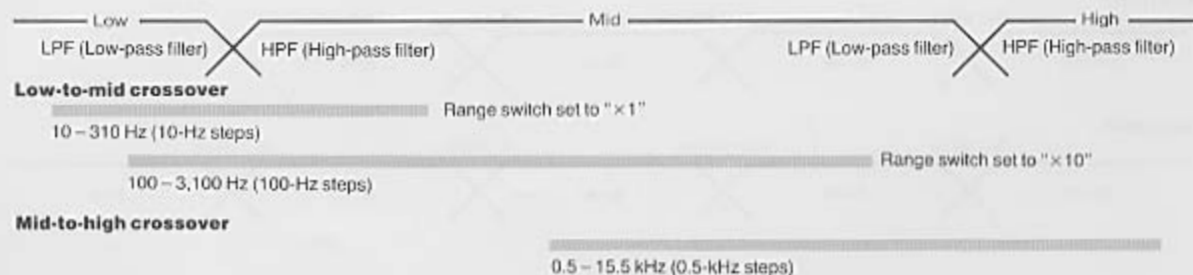 Low Mid High
LPF (Low-pass filter) HPF (High-pass filter) LPF (Low-pass filter) HPF (High-pass filter)
Low-to-mid crossover
Range switch set to "×1"
10 – 310 Hz (10-Hz steps)
Range switch set to "×10"
100 – 3,100 Hz (100-Hz steps)
Mid-to-high crossover
0.5 – 15.5 kHz (0.5-kHz steps)